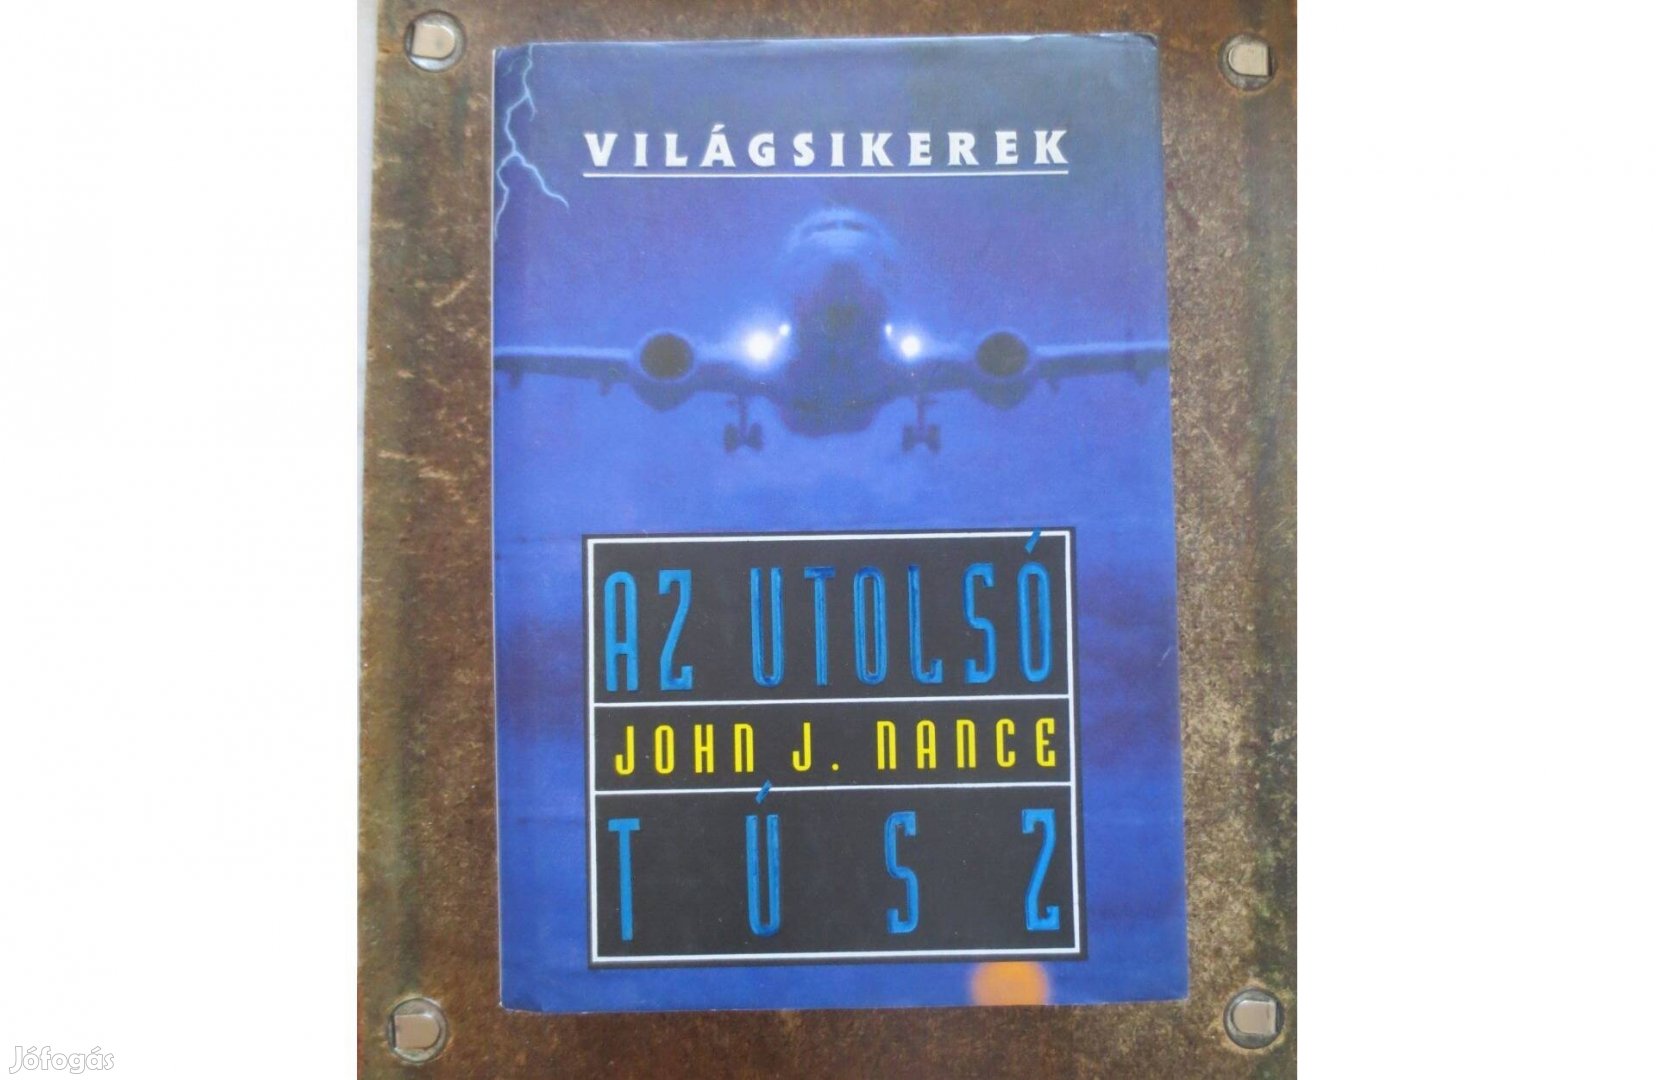 VILÁGSIKEREK
AZ UTOLSÓ
JOHN J. NANCE
TÚSZ
Jófogás